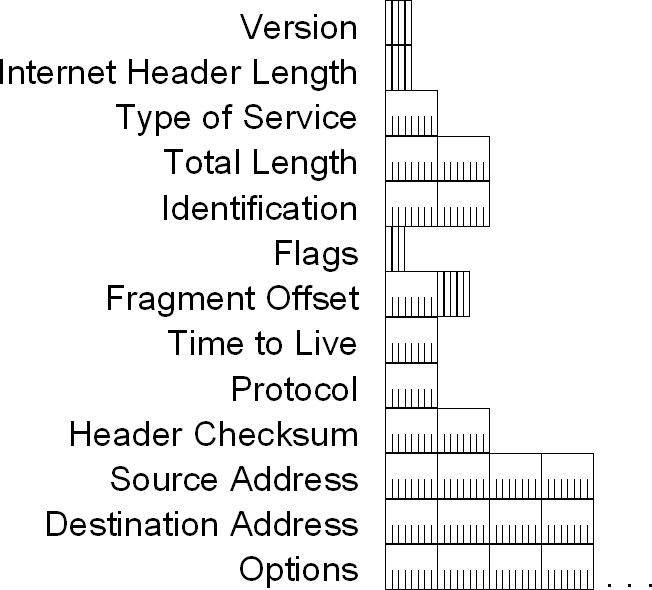 Version
Internet Header Length
Type of Service
Total Length
Identification
Flags
Fragment Offset
Time to Live
Protocol
Header Checksum
Source Address
Destination Address
Options . . .